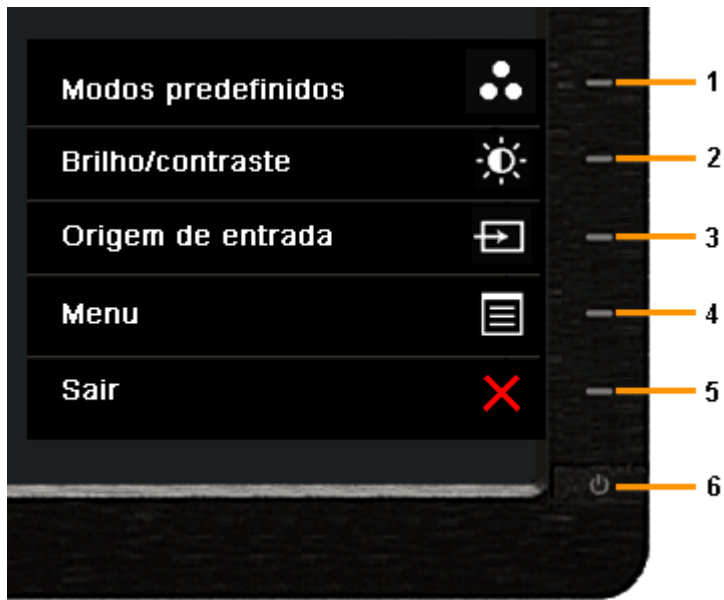 Modos predefinidos 1
Brilho/contraste 2
Origem de entrada 3
Menu 4
Sair 5
6